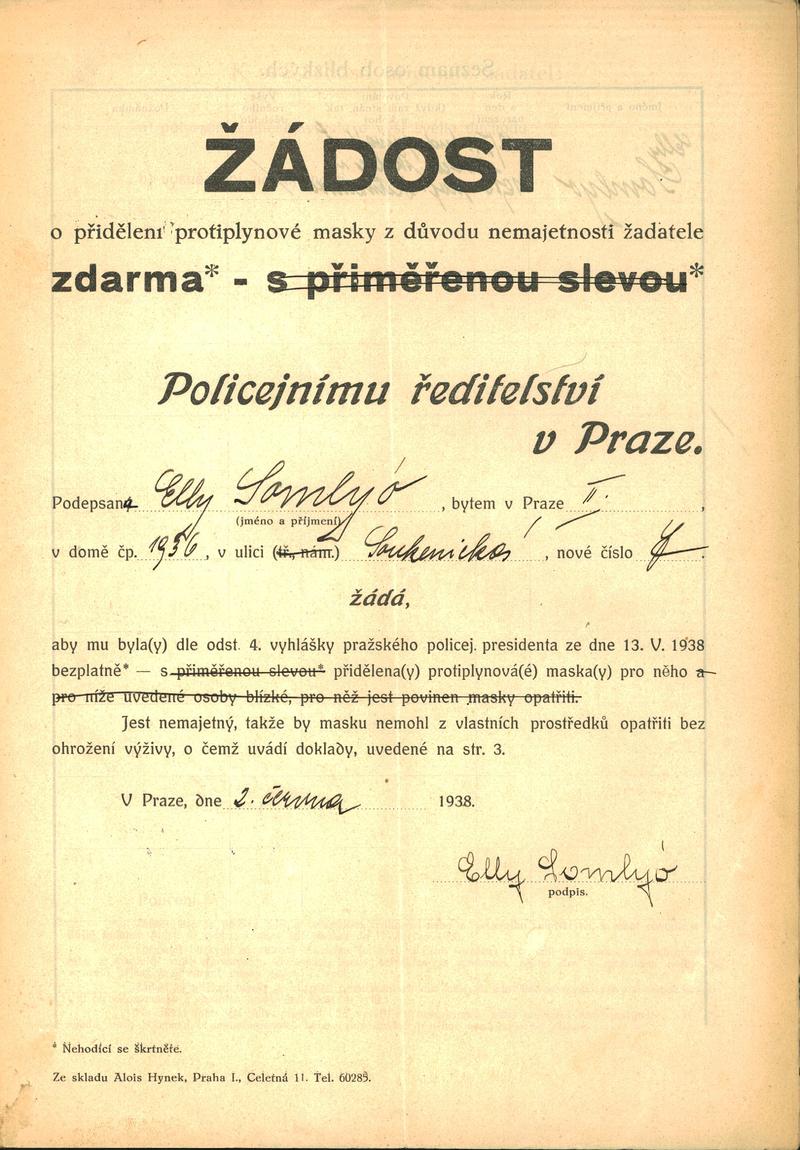 ŽÁDOST
o přidělení protiplynové masky z důvodu nemajetnosti žadatele
zdarma* - s přiměřenou slevou*
Policejnímu ředitelství
v Praze.
Podepsaná Elly Somlyó, bytem v Praze II.,
(jméno a příjmení)
v domě čp. 1956, v ulici (tř., nám.) Soukenická, nové číslo
žádá,
aby mu byla(y) dle odst. 4. vyhlášky pražského policej. presidenta ze dne 13. V. 1938
bezplatně* — s přiměřenou slevou* přidělena(y) protiplynová(é) maska(y) pro něho a
pro níže uvedené osoby blízké, pro něž jest povinen masky opatřiti.
Jest nemajetný, takže by masku nemohl z vlastních prostředků opatřiti bez
ohrožení výživy, o čemž uvádí doklady, uvedené na str. 3.
V Praze, dne 2. června 1938.
Elly Somlyó
podpis.
* Nehodící se škrtněte.
Ze skladu Alois Hynek, Praha I., Celetná 11. Tel. 60285.